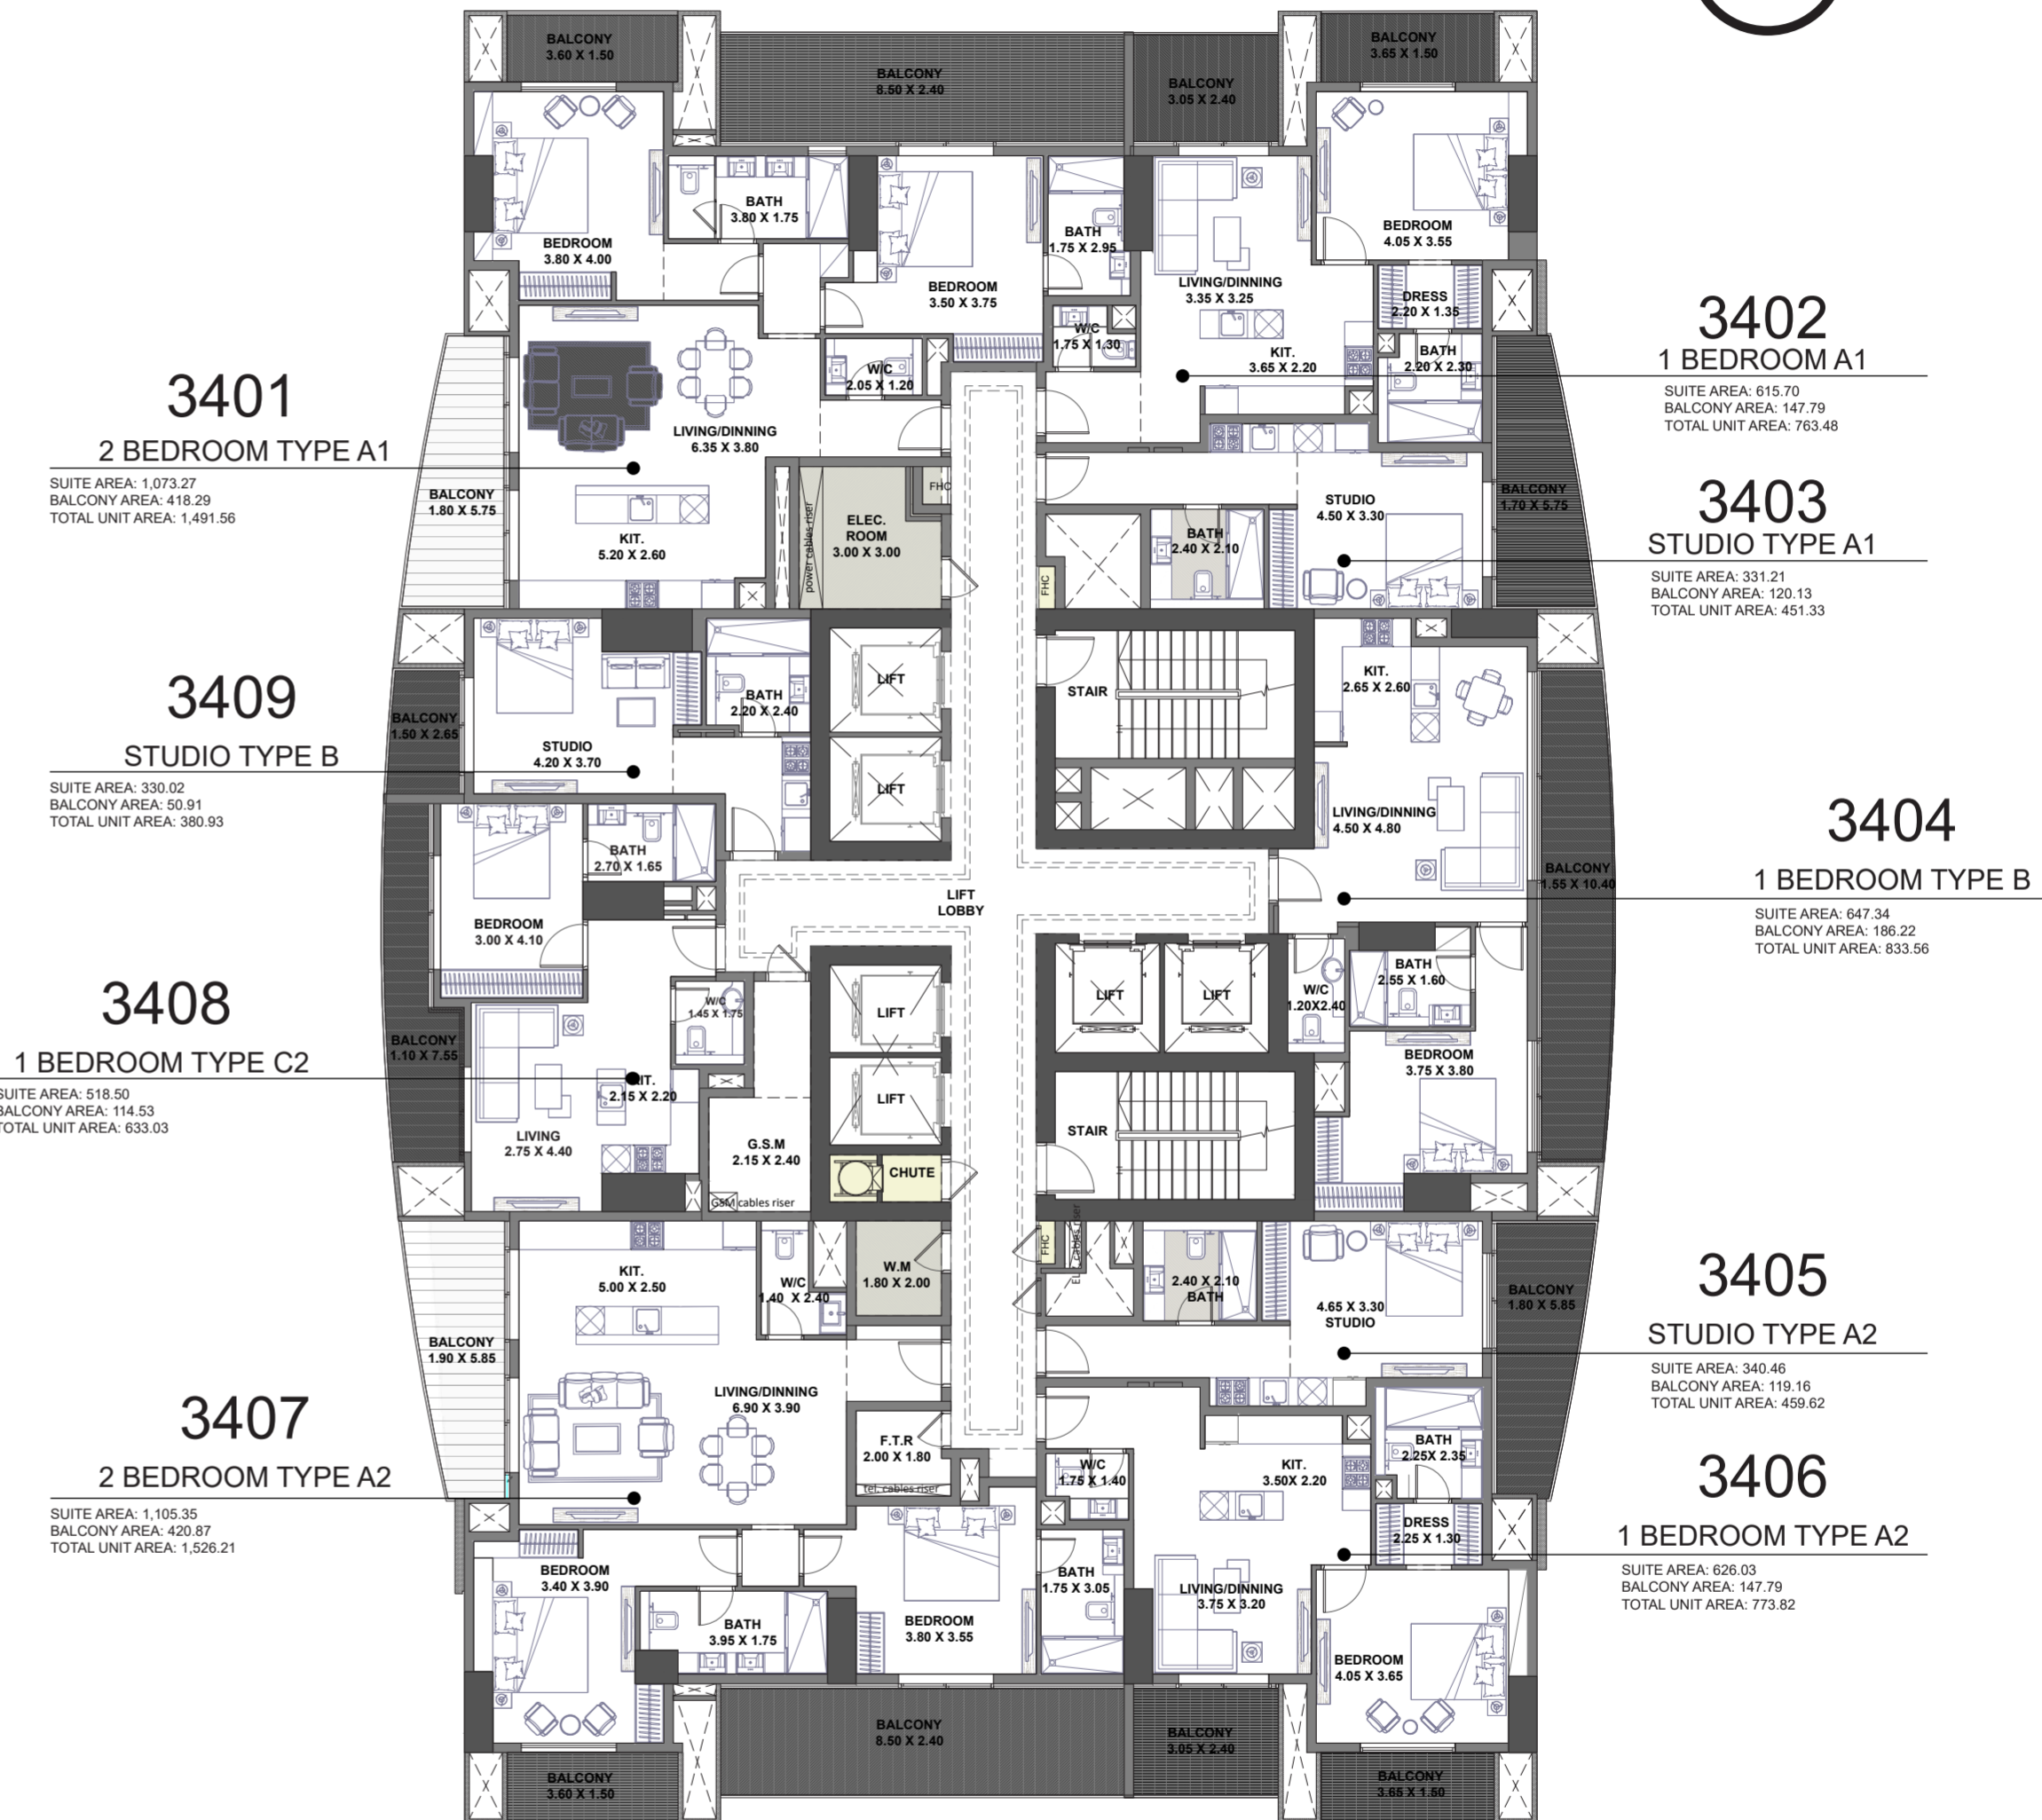 BALCONY
3.60 X 1.50
BALCONY
8.50 X 2.40
BALCONY
3.05 X 2.40
BALCONY
3.65 X 1.50
BEDROOM
3.80 X 4.00
BATH
3.80 X 1.75
BEDROOM
3.50 X 3.75
BATH
1.75 X 2.95
W/C
1.75 X 1.30
LIVING/DINNING
3.35 X 3.25
KIT.
3.65 X 2.20
BEDROOM
4.05 X 3.55
DRESS
2.20 X 1.35
BATH
2.20 X 2.30
3401
2 BEDROOM TYPE A1
SUITE AREA: 1,073.27
BALCONY AREA: 418.29
TOTAL UNIT AREA: 1,491.56
BALCONY
1.80 X 5.75
LIVING/DINNING
6.35 X 3.80
W/C
2.05 X 1.20
KIT.
5.20 X 2.60
power cables riser
ELEC.
ROOM
3.00 X 3.00
FHC
FHC
3402
1 BEDROOM A1
SUITE AREA: 615.70
BALCONY AREA: 147.79
TOTAL UNIT AREA: 763.48
STUDIO
4.50 X 3.30
BATH
2.40 X 2.10
BALCONY
1.70 X 5.75
3403
STUDIO TYPE A1
SUITE AREA: 331.21
BALCONY AREA: 120.13
TOTAL UNIT AREA: 451.33
3409
STUDIO TYPE B
SUITE AREA: 330.02
BALCONY AREA: 50.91
TOTAL UNIT AREA: 380.93
BALCONY
1.50 X 2.65
STUDIO
4.20 X 3.70
BATH
2.20 X 2.40
LIFT
LIFT
STAIR
KIT.
2.65 X 2.60
LIVING/DINNING
4.50 X 4.80
BALCONY
1.55 X 10.40
3404
1 BEDROOM TYPE B
SUITE AREA: 647.34
BALCONY AREA: 186.22
TOTAL UNIT AREA: 833.56
BATH
2.70 X 1.65
BEDROOM
3.00 X 4.10
LIFT
LOBBY
3408
1 BEDROOM TYPE C2
SUITE AREA: 518.50
BALCONY AREA: 114.53
TOTAL UNIT AREA: 633.03
BALCONY
1.10 X 7.55
W/C
1.45 X 1.75
KIT.
2.15 X 2.20
LIVING
2.75 X 4.40
G.S.M
2.15 X 2.40
GSM cables riser
LIFT
LIFT
CHUTE
LIFT
LIFT
W/C
1.20X2.40
BATH
2.55 X 1.60
BEDROOM
3.75 X 3.80
STAIR
KIT.
5.00 X 2.50
W/C
1.40 X 2.40
W.M
1.80 X 2.00
FHC
cables riser
2.40 X 2.10
BATH
4.65 X 3.30
STUDIO
BALCONY
1.80 X 5.85
3405
STUDIO TYPE A2
SUITE AREA: 340.46
BALCONY AREA: 119.16
TOTAL UNIT AREA: 459.62
BALCONY
1.90 X 5.85
3407
2 BEDROOM TYPE A2
SUITE AREA: 1,105.35
BALCONY AREA: 420.87
TOTAL UNIT AREA: 1,526.21
LIVING/DINNING
6.90 X 3.90
F.T.R
2.00 X 1.80
tel. cables riser
W/C
1.75 X 1.40
KIT.
3.50X 2.20
BATH
2.25X 2.35
DRESS
2.25 X 1.30
3406
1 BEDROOM TYPE A2
SUITE AREA: 626.03
BALCONY AREA: 147.79
TOTAL UNIT AREA: 773.82
BEDROOM
3.40 X 3.90
BATH
3.95 X 1.75
BEDROOM
3.80 X 3.55
BATH
1.75 X 3.05
LIVING/DINNING
3.75 X 3.20
BEDROOM
4.05 X 3.65
BALCONY
3.60 X 1.50
BALCONY
8.50 X 2.40
BALCONY
3.05 X 2.40
BALCONY
3.65 X 1.50